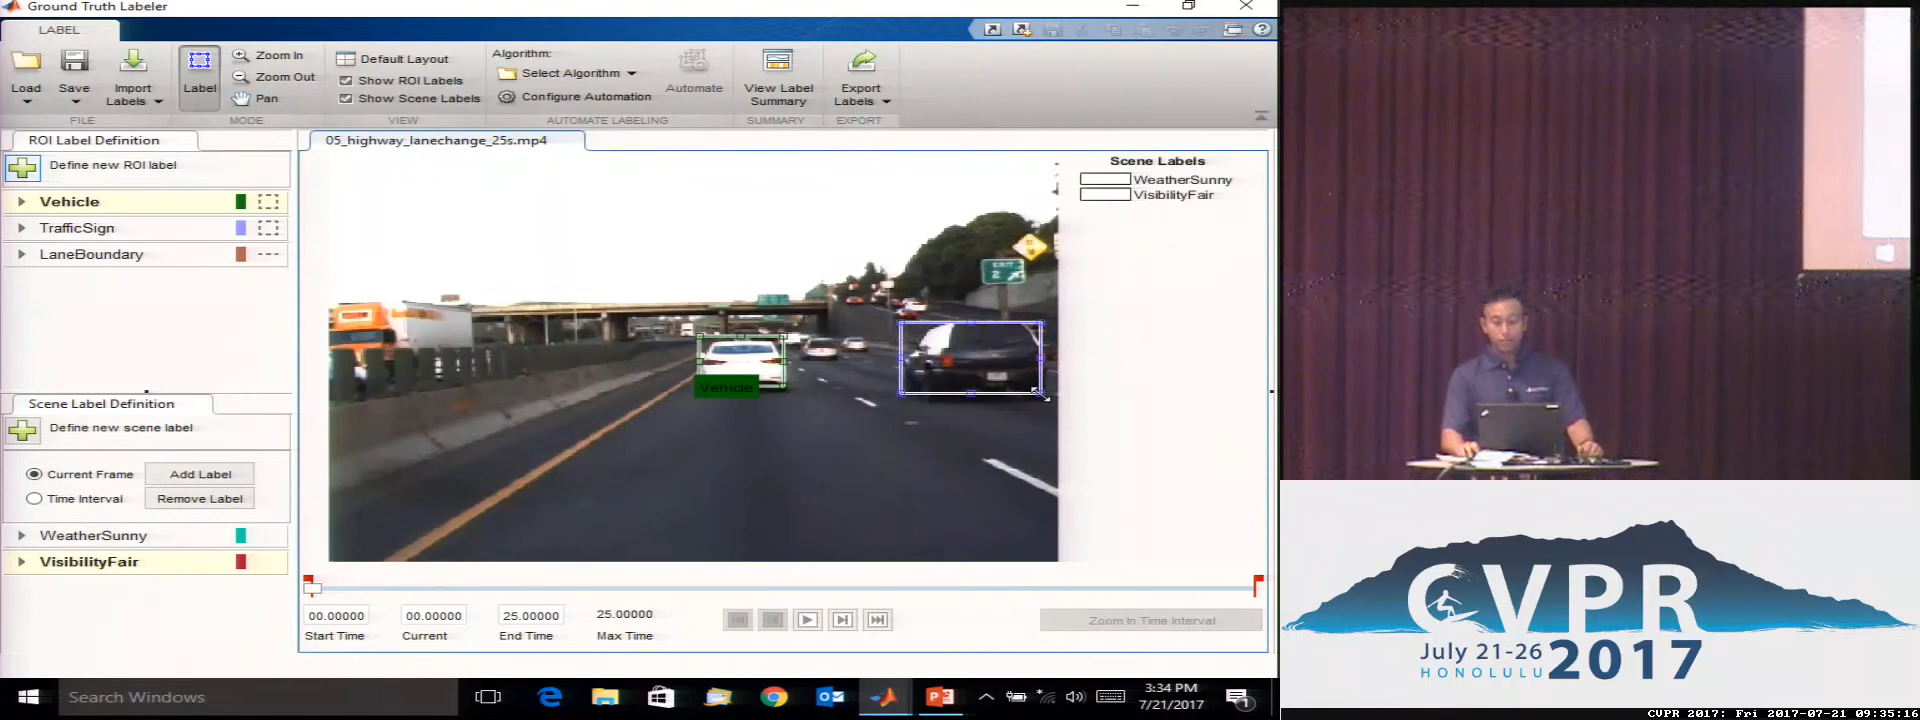 Ground Truth Labeler
LABEL
Load
Save
Import Labels
Label
Zoom In
Zoom Out
Pan
Default Layout
Show ROI Labels
Show Scene Labels
Algorithm:
Select Algorithm
Configure Automation
Automate
View Label Summary
Export Labels
FILE
MODE
VIEW
AUTOMATE LABELING
SUMMARY
EXPORT
ROI Label Definition
Define new ROI label
Vehicle
TrafficSign
LaneBoundary
Scene Label Definition
Define new scene label
Current Frame
Add Label
Time Interval
Remove Label
WeatherSunny
VisibilityFair
05_highway_lanechange_25s.mp4
Scene Labels
WeatherSunny
VisibilityFair
EXIT
2
Vehicle
00.00000
00.00000
25.00000
25.00000
Start Time
Current
End Time
Max Time
Zoom In Time Interval
Search Windows
3:34 PM
7/21/2017
1
CVPR
July 21-26
HONOLULU
2017
CVPR 2017: Fri 2017-07-21 09:35:16